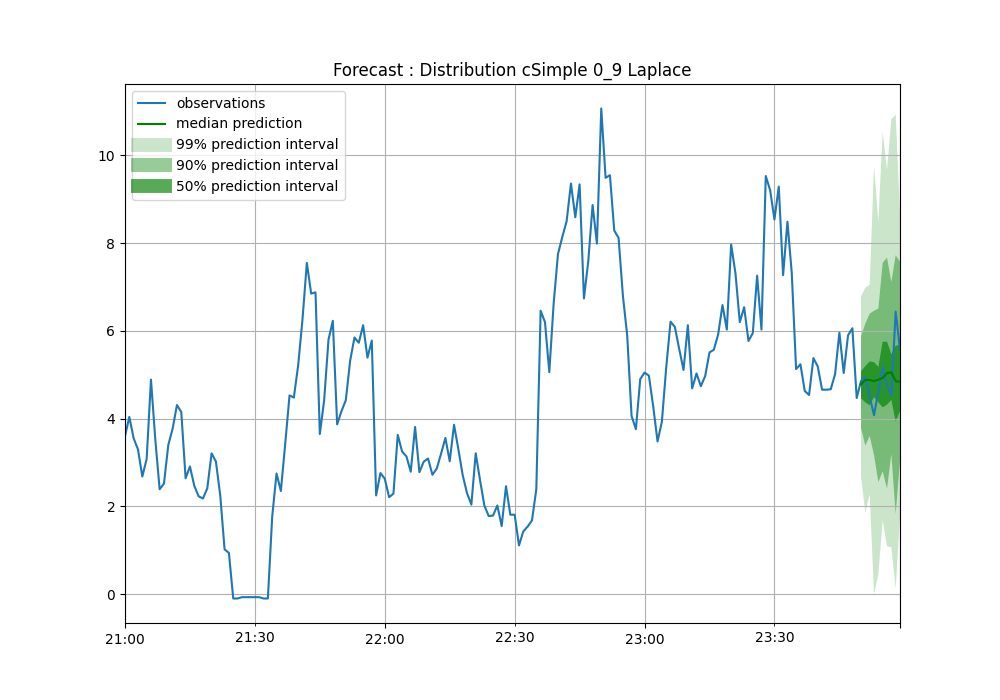 Forecast : Distribution cSimple 0_9 Laplace
observations
median prediction
99% prediction interval
90% prediction interval
50% prediction interval
10
8
6
4
2
0
21:00
21:30
22:00
22:30
23:00
23:30